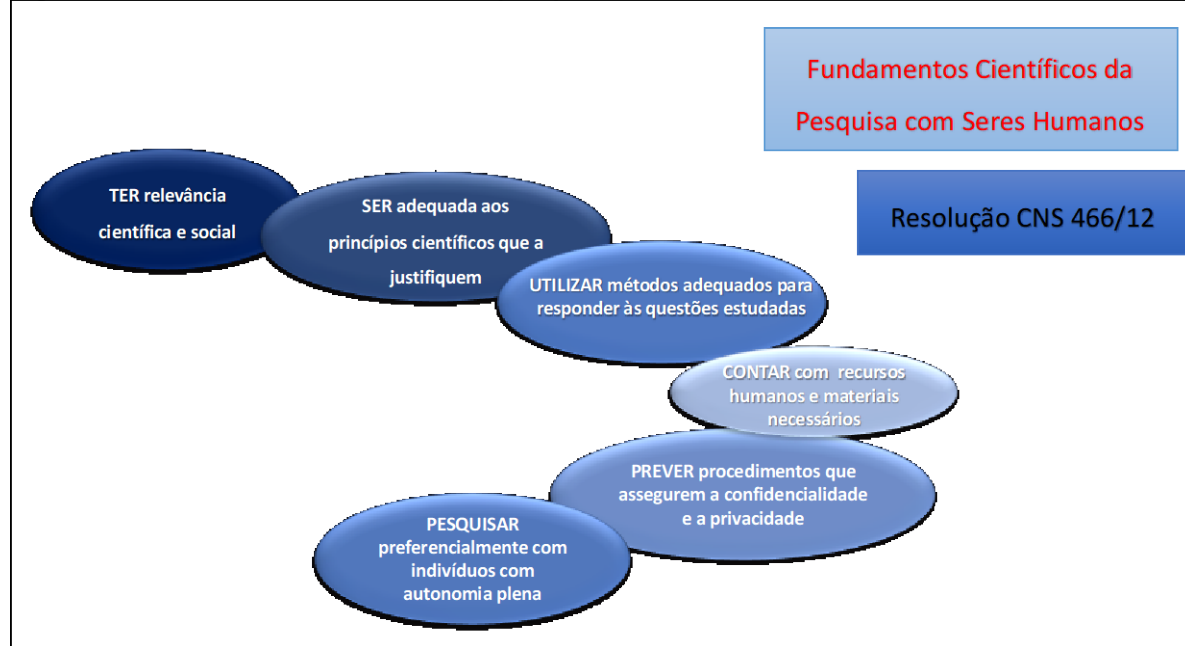 Fundamentos Científicos da
Pesquisa com Seres Humanos
Resolução CNS 466/12
TER relevância
científica e social
SER adequada aos
princípios científicos que a
justifiquem
UTILIZAR métodos adequados para
responder às questões estudadas
CONTAR com recursos
humanos e materiais
necessários
PREVER procedimentos que
assegurem a confidencialidade
e a privacidade
PESQUISAR
preferencialmente com
indivíduos com
autonomia plena